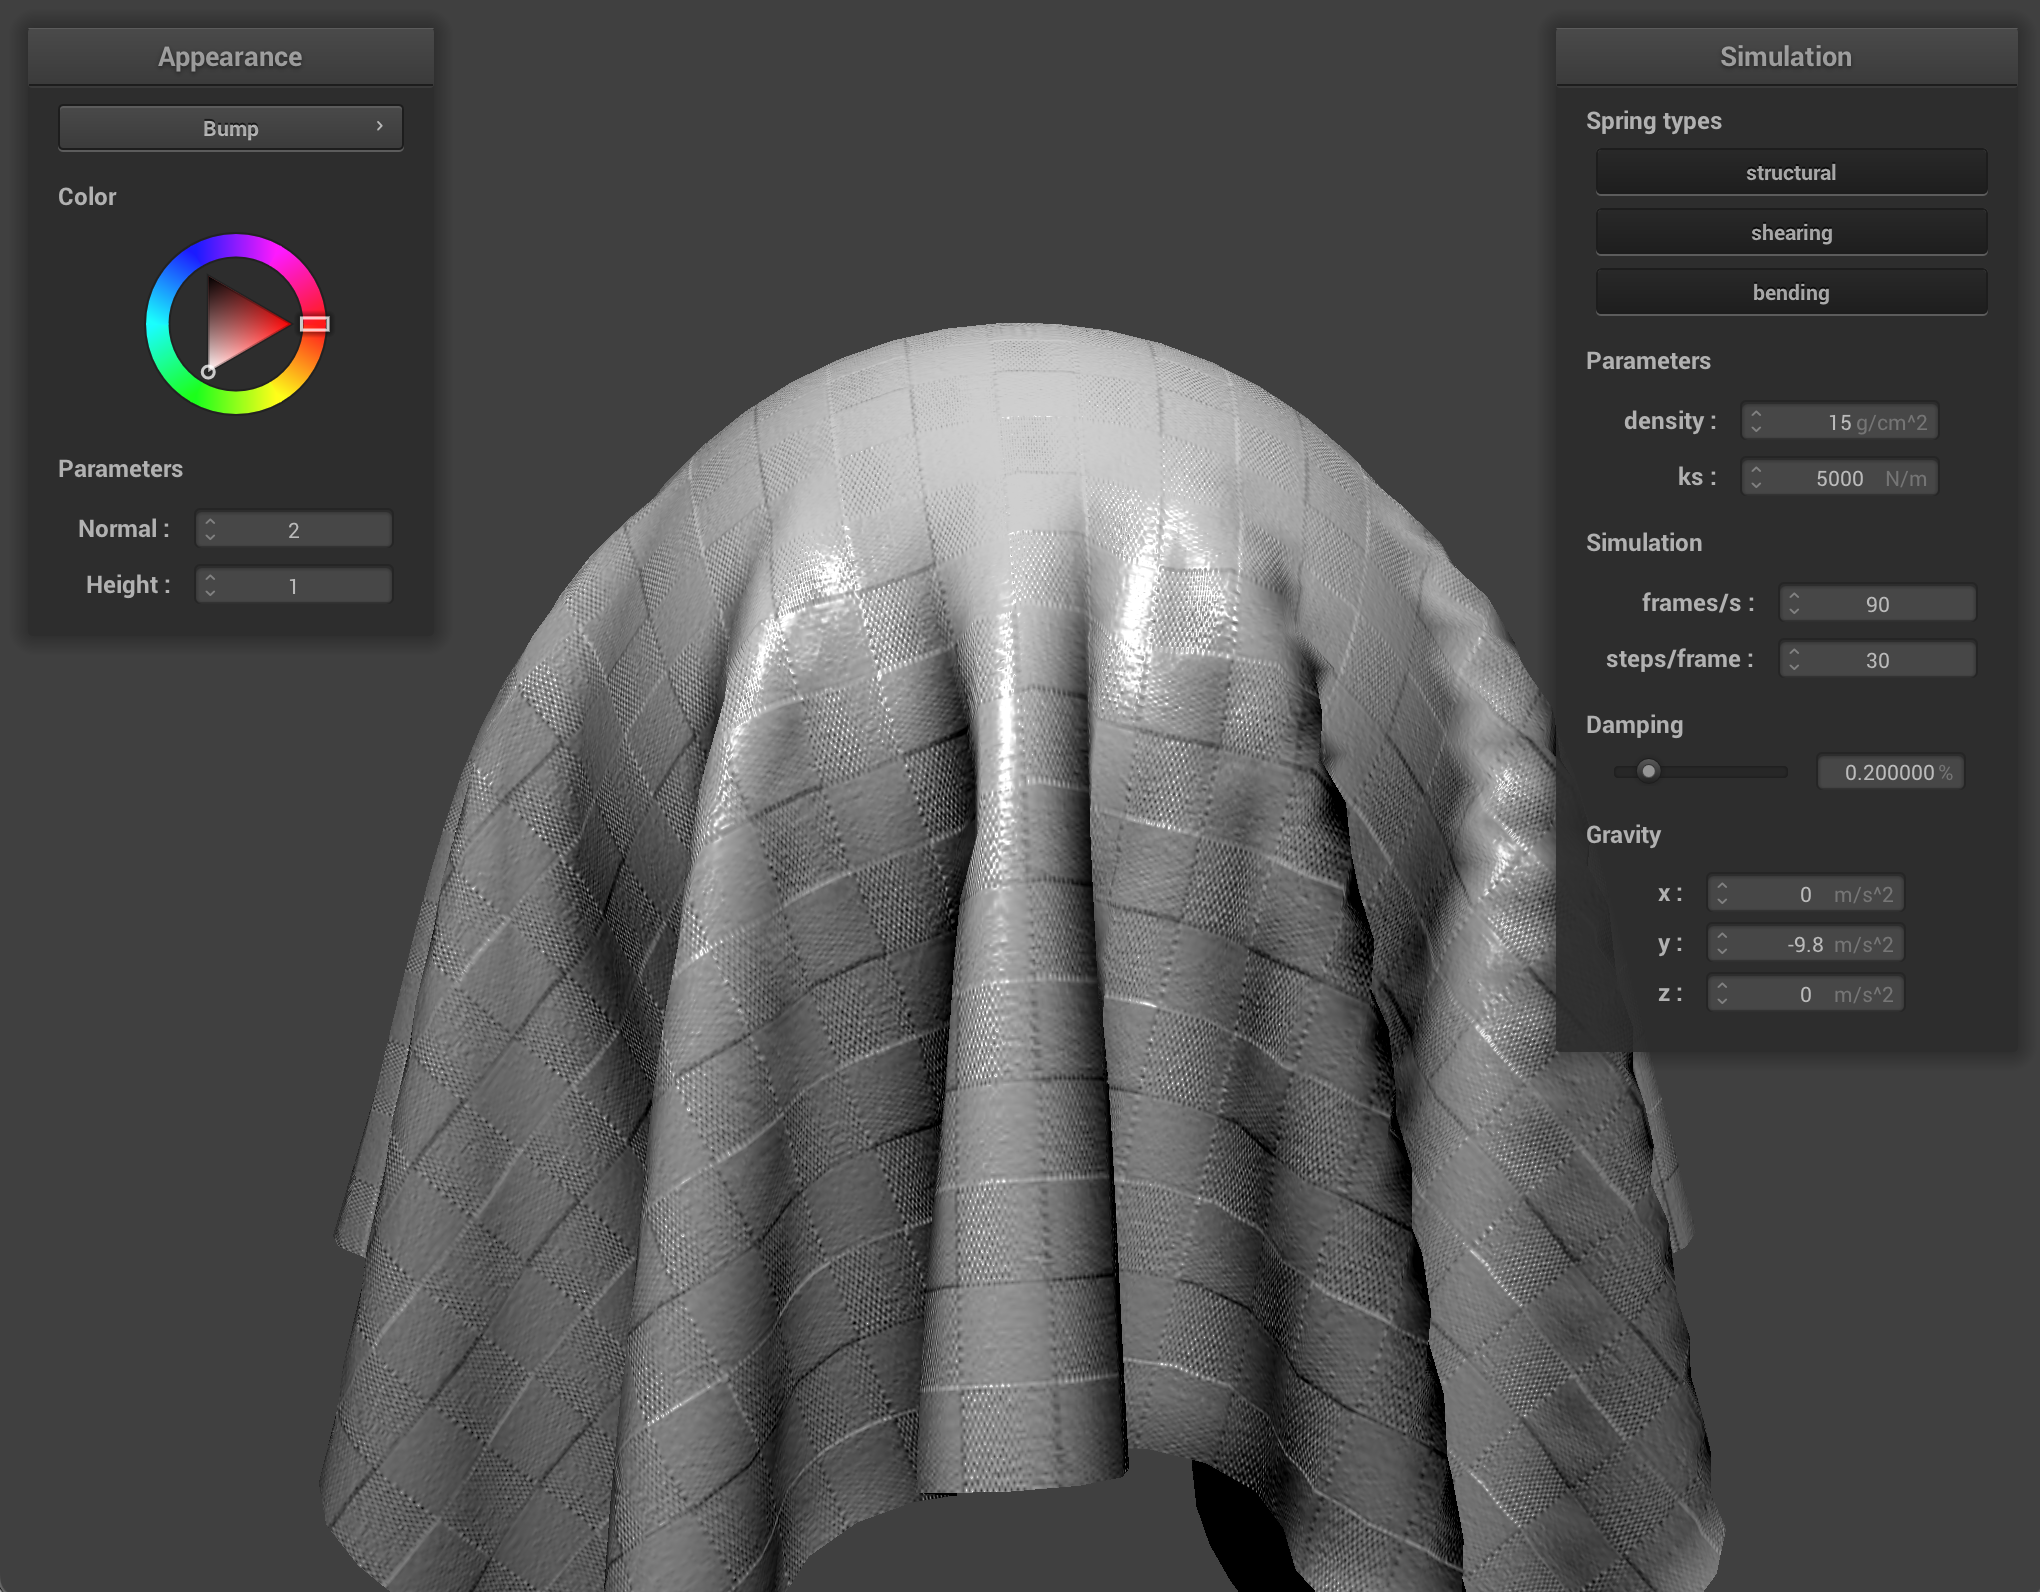 Appearance
Bump
Color
Parameters
Normal : 2
Height : 1
Simulation
Spring types
structural
shearing
bending
Parameters
density : 15 g/cm^2
ks : 5000 N/m
Simulation
frames/s : 90
steps/frame : 30
Damping
0.200000 %
Gravity
x : 0 m/s^2
y : -9.8 m/s^2
z : 0 m/s^2